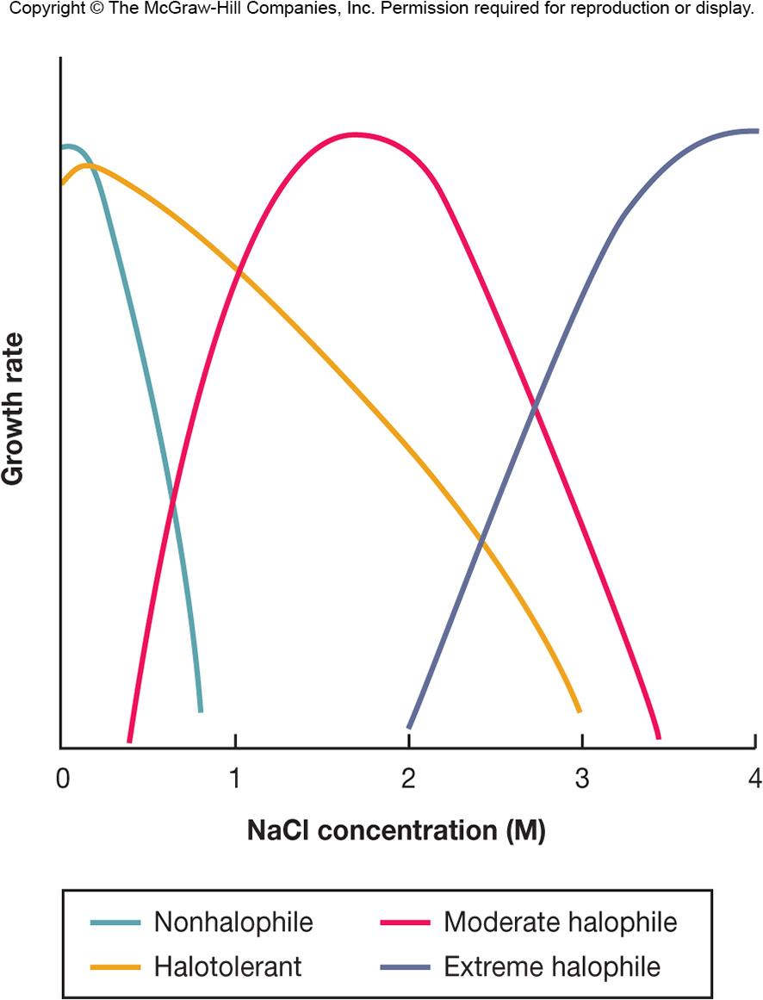 Copyright © The McGraw-Hill Companies, Inc. Permission required for reproduction or display.
Growth rate
0 1 2 3 4
NaCl concentration (M)
Nonhalophile Moderate halophile
Halotolerant Extreme halophile